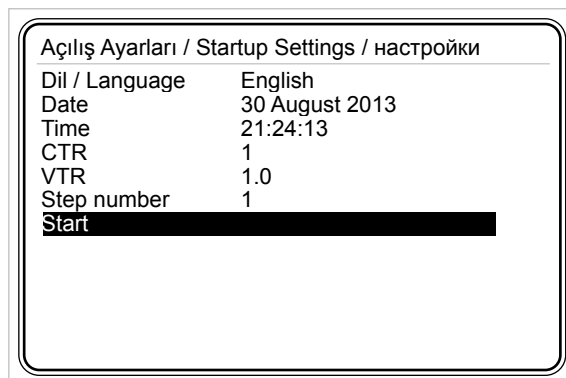 Açılış Ayarları / Startup Settings / настройки
Dil / Language English
Date 30 August 2013
Time 21:24:13
CTR 1
VTR 1.0
Step number 1
Start